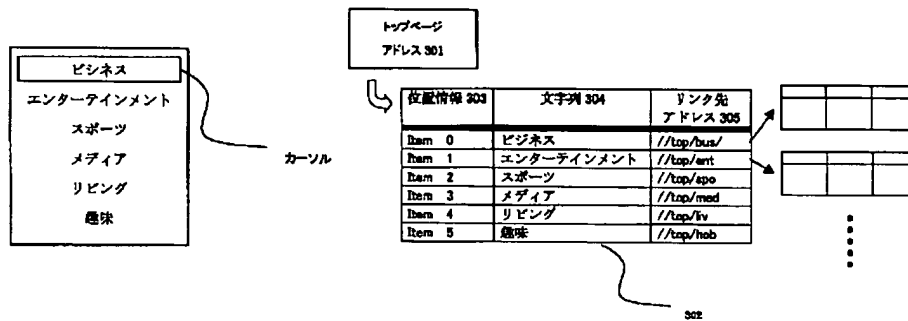 ビジネス
エンターテインメント
スポーツ
メディア
リビング
趣味
カーソル
トップページ
アドレス 301
位置情報 303 文字列 304 リンク先
アドレス 305
Item 0 ビジネス //top/bus/
Item 1 エンターテインメント //top/ent
Item 2 スポーツ //top/spo
Item 3 メディア //top/med
Item 4 リビング //top/liv
Item 5 趣味 //top/hob
302